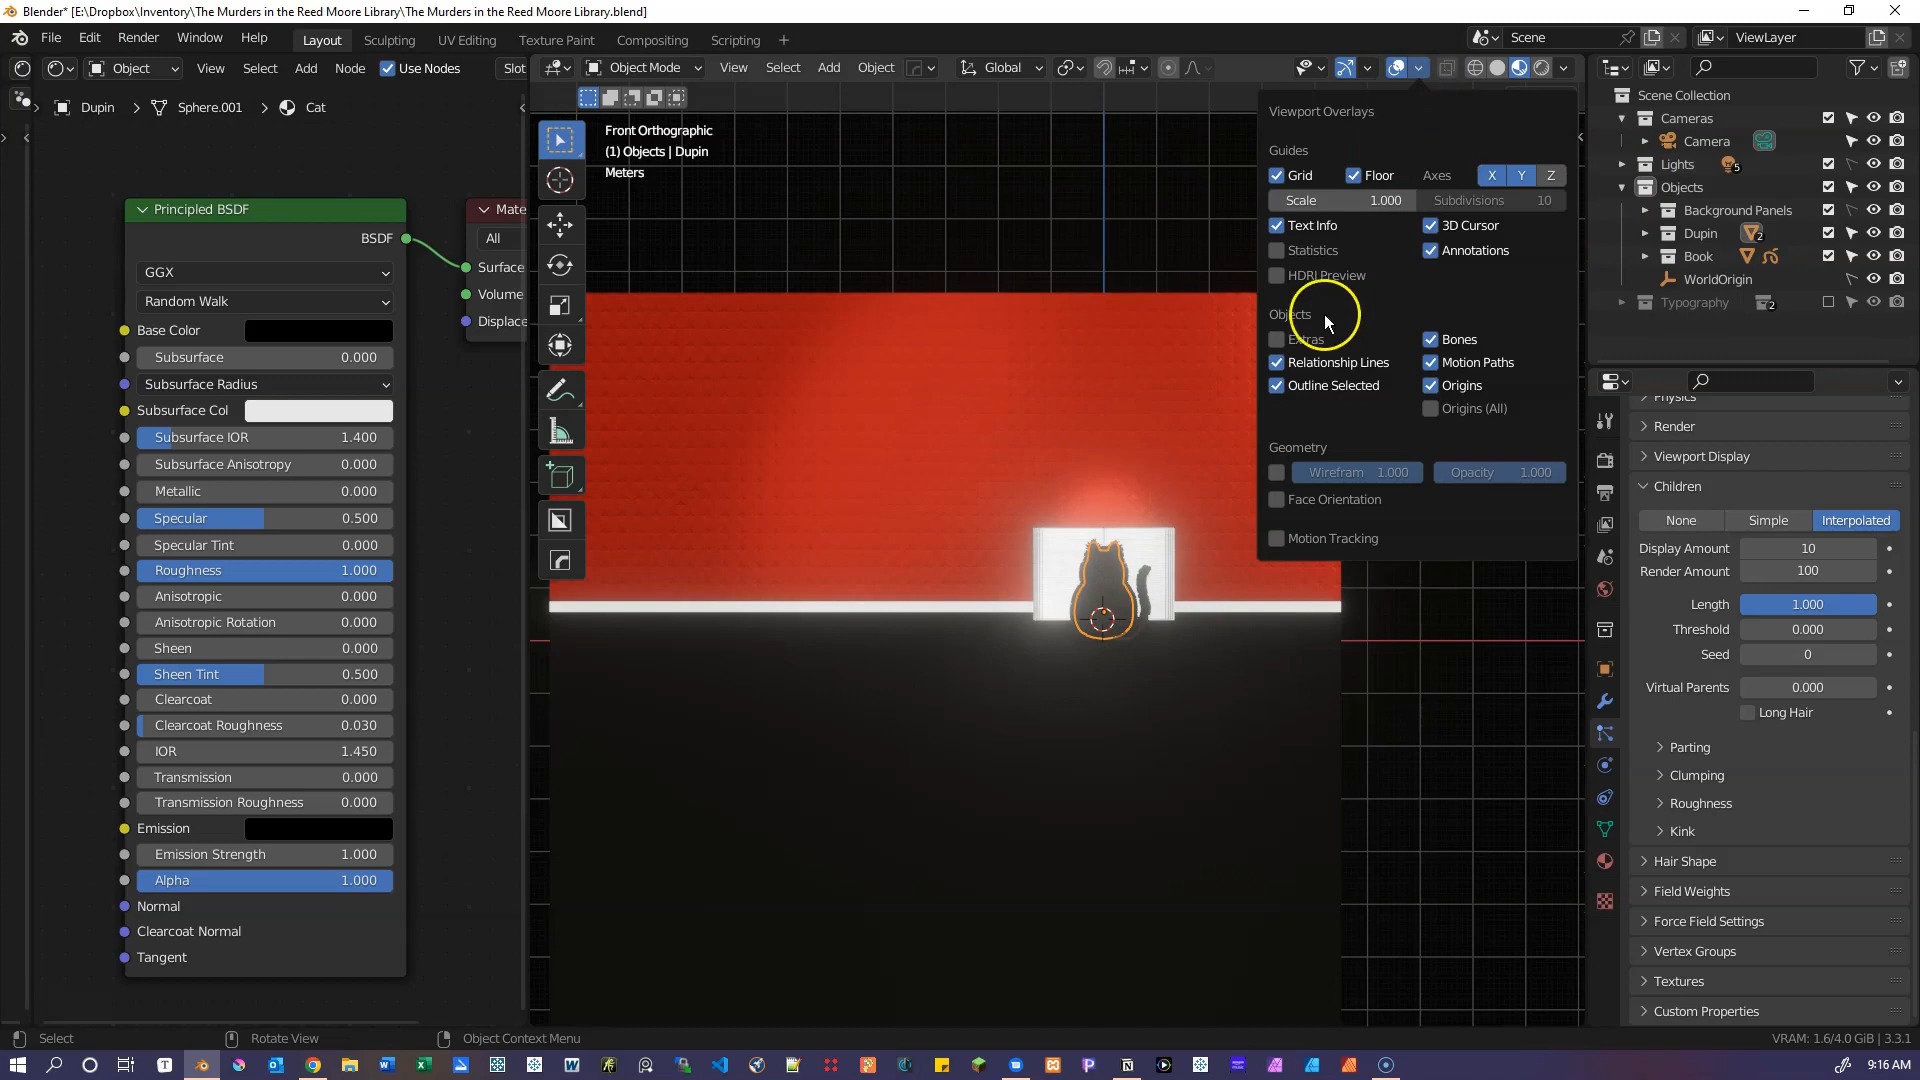 Blender* [E:\Dropbox\Inventory\The Murders in the Reed Moore Library\The Murders in the Reed Moore Library.blend]
File Edit Render Window Help Layout Sculpting UV Editing Texture Paint Compositing Scripting + Scene ViewLayer
Object View Select Add Node Use Nodes Slot Object Mode View Select Add Object Global
Dupin > Sphere.001 > Cat
Front Orthographic
(1) Objects | Dupin
Meters
Principled BSDF
BSDF
GGX
Random Walk
Base Color
Subsurface 0.000
Subsurface Radius
Subsurface Col
Subsurface IOR 1.400
Subsurface Anisotropy 0.000
Metallic 0.000
Specular 0.500
Specular Tint 0.000
Roughness 1.000
Anisotropic 0.000
Anisotropic Rotation 0.000
Sheen 0.000
Sheen Tint 0.500
Clearcoat 0.000
Clearcoat Roughness 0.030
IOR 1.450
Transmission 0.000
Transmission Roughness 0.000
Emission
Emission Strength 1.000
Alpha 1.000
Normal
Clearcoat Normal
Tangent
Mate
All
Surface
Volume
Displace
Viewport Overlays
Guides
Grid Floor Axes X Y Z
Scale 1.000 Subdivisions 10
Text Info 3D Cursor
Statistics Annotations
HDRI Preview
Objects
Extras Bones
Relationship Lines Motion Paths
Outline Selected Origins
Origins (All)
Geometry
Wirefram 1.000 Opacity 1.000
Face Orientation
Motion Tracking
Scene Collection
Cameras
Camera
Lights 5
Objects
Background Panels
Dupin 2
Book
WorldOrigin
Typography 2
Physics
Render
Viewport Display
Children
None Simple Interpolated
Display Amount 10
Render Amount 100
Length 1.000
Threshold 0.000
Seed 0
Virtual Parents 0.000
Long Hair
Parting
Clumping
Roughness
Kink
Hair Shape
Field Weights
Force Field Settings
Vertex Groups
Textures
Custom Properties
Select Rotate View Object Context Menu VRAM: 1.6/4.0 GiB | 3.3.1
9:16 AM